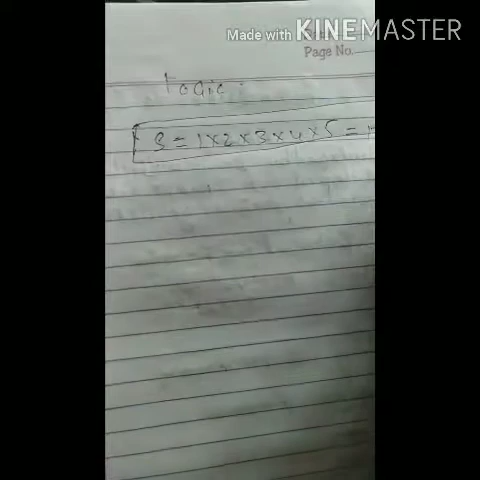 Made with KINEMASTER
Page No.
Logic.
S = 1x2x3x4x5 =